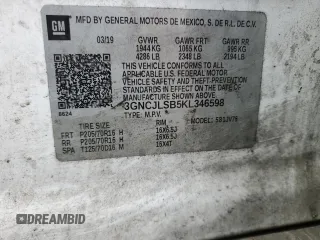 GM
MFD BY GENERAL MOTORS DE MEXICO, S. DE R.L. DE C.V.
03/19 GVWR GAWR FRT GAWR RR
1944 KG 1065 KG 995 KG
4286 LB 2348 LB 2194 LB
THIS VEHICLE CONFORMS TO ALL
APPLICABLE U.S. FEDERAL MOTOR
VEHICLE SAFETY, BUMPER, AND
THEFT PREVENTION STANDARDS
IN EFFECT ON THE DATE OF
MANUFACTURE SHOWN ABOVE.
3GNCJLSB5KL346598
TYPE: M.P.V. MODEL:
TIRE SIZE RIM
FRT P205/70R16 H 16X6.5J
RR P205/70R16 H 16X6.5J
SPA T125/70D16 M 16X4T
DREAMBID